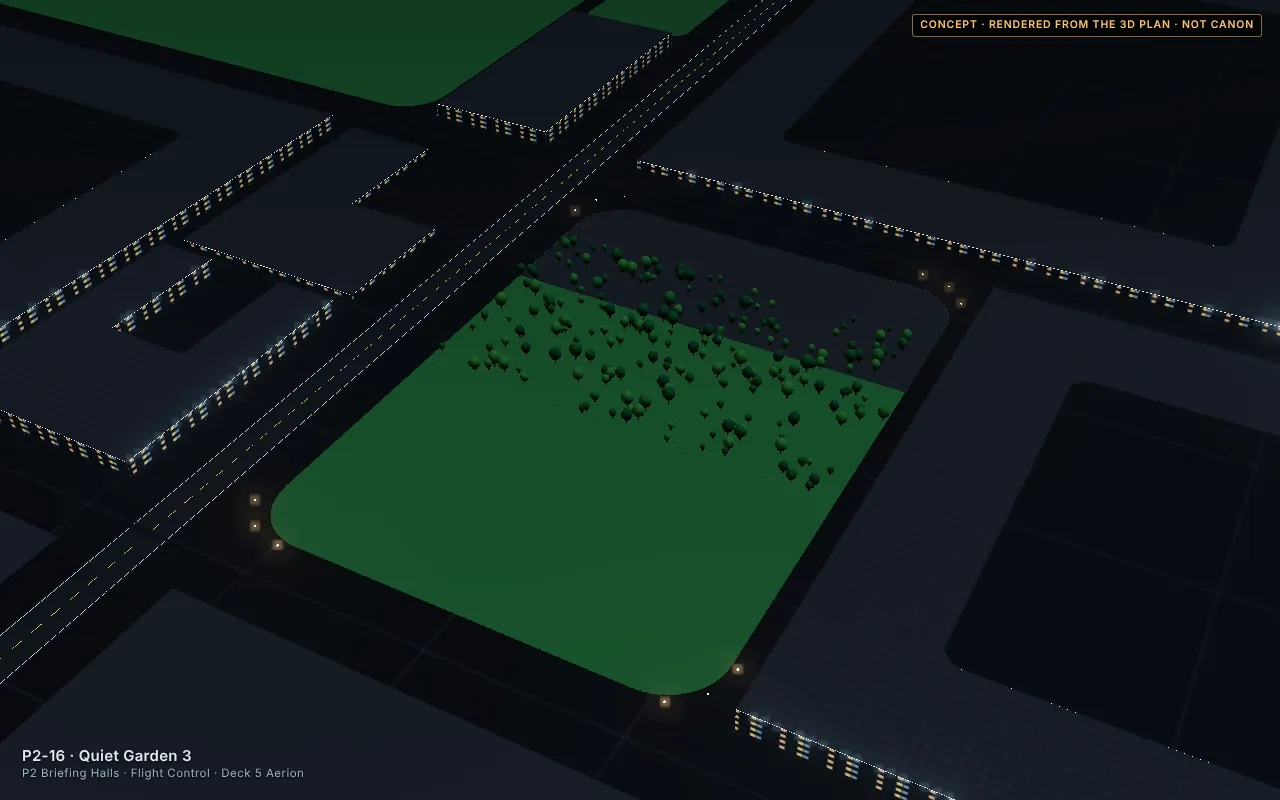 CONCEPT · RENDERED FROM THE 3D PLAN · NOT CANON
P2-16 · Quiet Garden 3
P2 Briefing Halls · Flight Control · Deck 5 Aerion